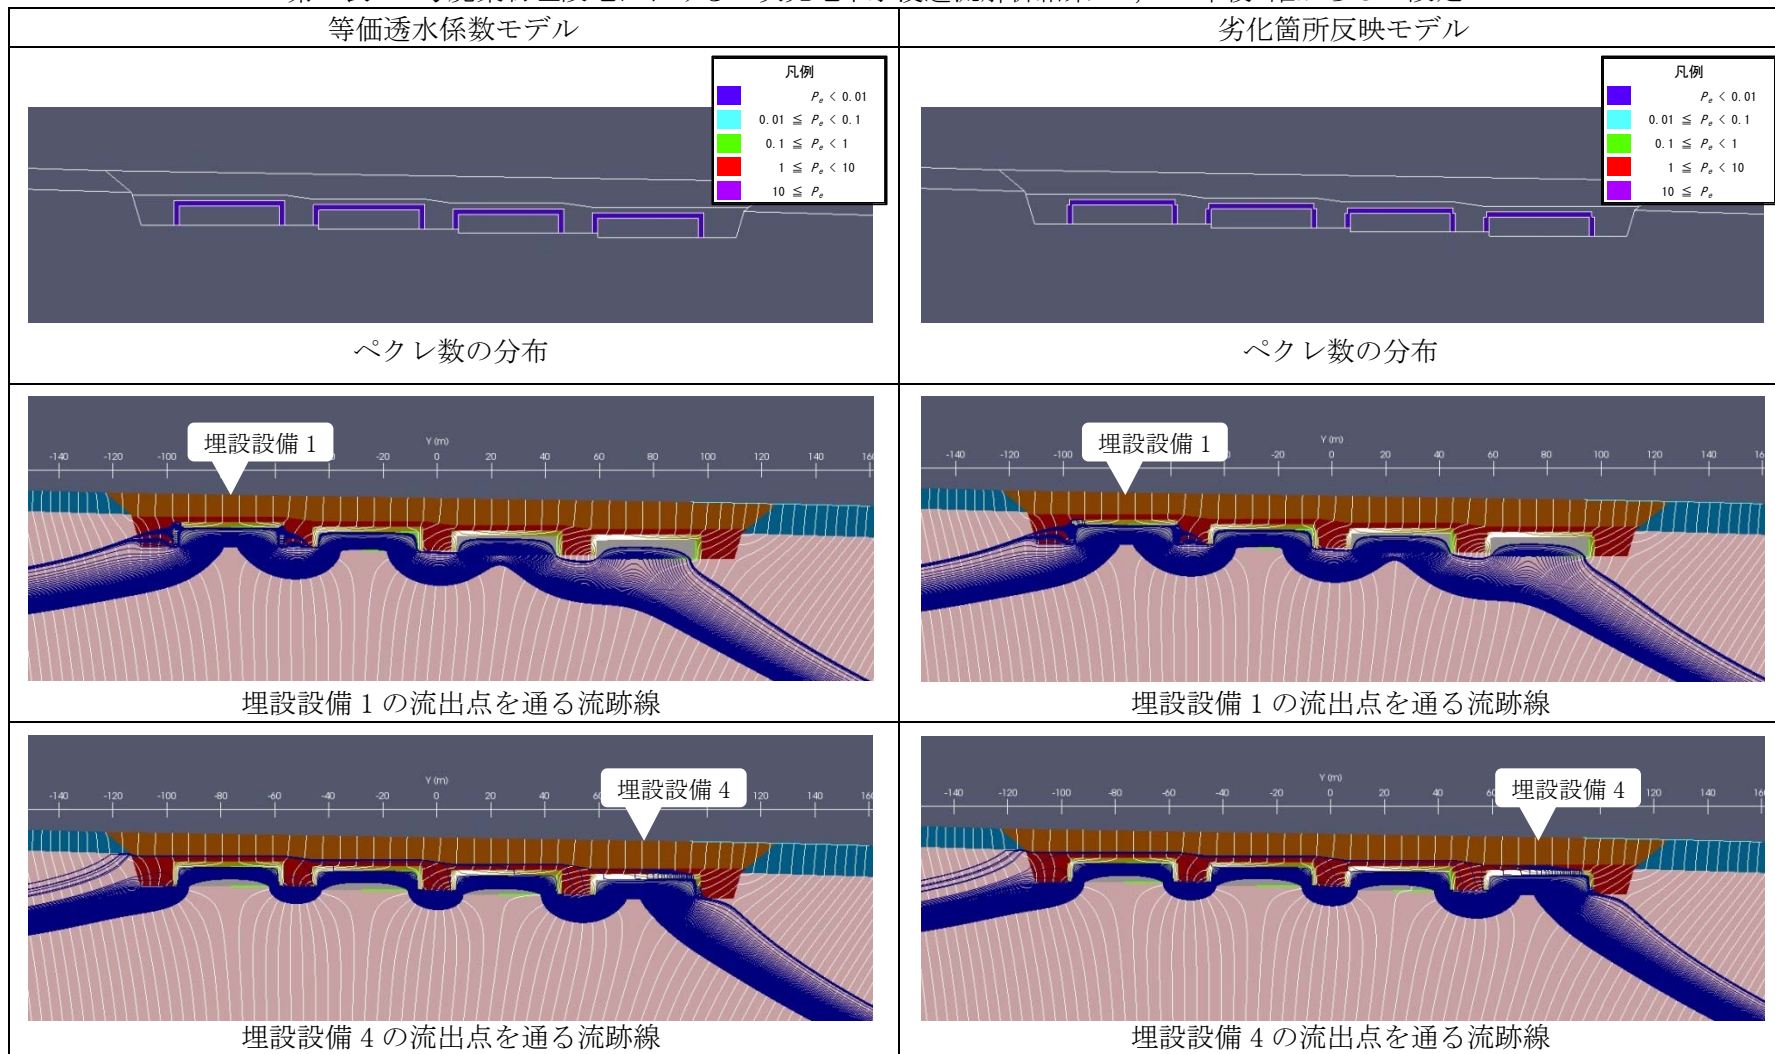 等価透水係数モデル
劣化箇所反映モデル
凡例
Pe < 0.01
0.01 ≦ Pe < 0.1
0.1 ≦ Pe < 1
1 ≦ Pe < 10
10 ≦ Pe
ペクレ数の分布
凡例
Pe < 0.01
0.01 ≦ Pe < 0.1
0.1 ≦ Pe < 1
1 ≦ Pe < 10
10 ≦ Pe
ペクレ数の分布
埋設設備 1
Y (m)
-140 -120 -100 -20 0 20 40 60 80 100 120 140 160
埋設設備 1 の流出点を通る流跡線
埋設設備 1
Y (m)
-140 -120 -100 -20 0 20 40 60 80 100 120 140 160
埋設設備 1 の流出点を通る流跡線
Y (m)
埋設設備 4
-140 -120 -100 -80 -60 -40 -20 0 20 40 120 140 160
埋設設備 4 の流出点を通る流跡線
Y (m)
埋設設備 4
-140 -120 -100 -80 -60 -40 -20 0 20 40 120 140 160
埋設設備 4 の流出点を通る流跡線